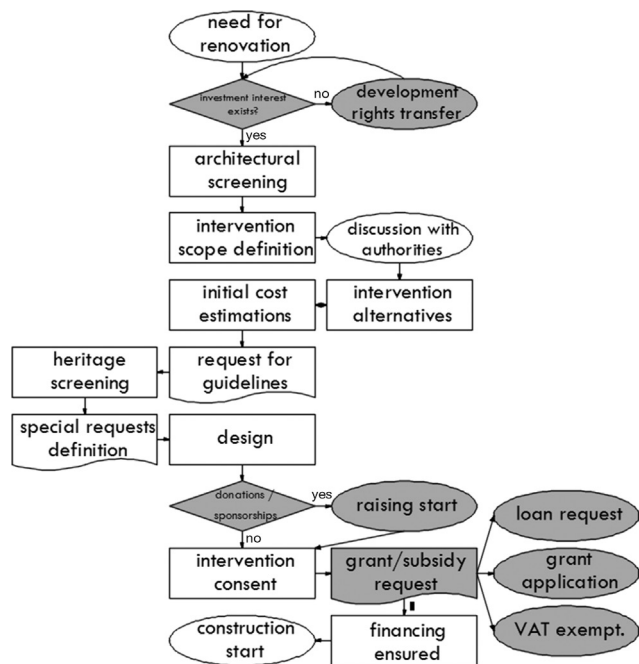 need for
renovation
investment interest
exists?
no
development
rights transfer
yes
architectural
screening
intervention
scope definition
discussion with
authorities
initial cost
estimations
intervention
alternatives
heritage
screening
request for
guidelines
special requests
definition
design
donations /
sponsorships
yes
raising start
no
loan request
intervention
consent
grant/subsidy
request
grant
application
construction
start
financing
ensured
VAT exempt.